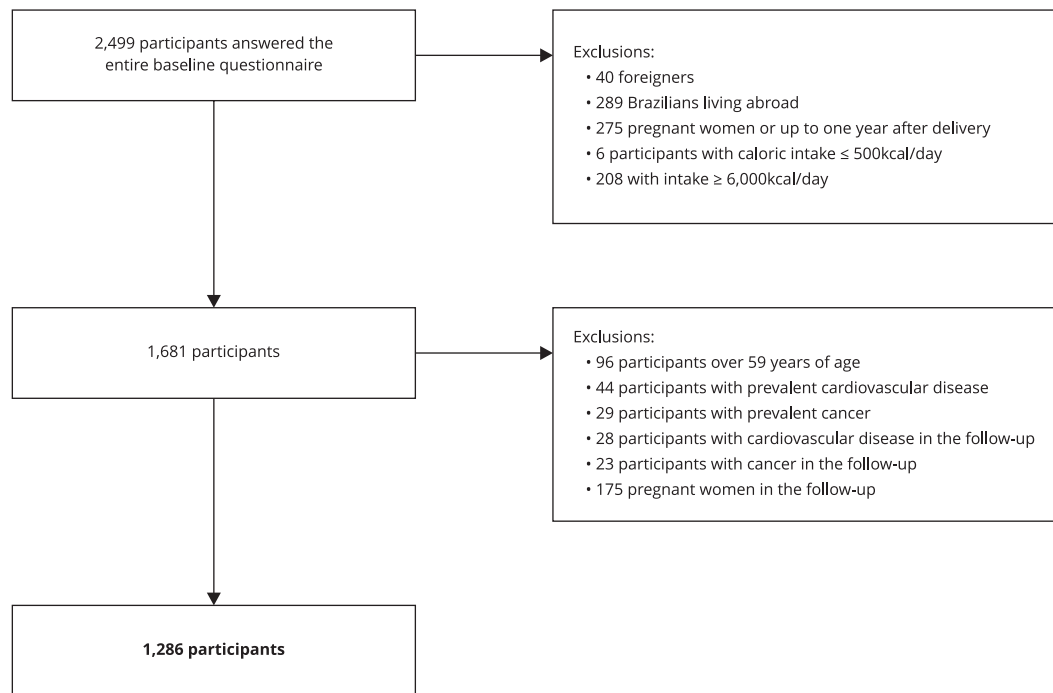 2,499 participants answered the
entire baseline questionnaire
Exclusions:
• 40 foreigners
• 289 Brazilians living abroad
• 275 pregnant women or up to one year after delivery
• 6 participants with caloric intake ≤ 500kcal/day
• 208 with intake ≥ 6,000kcal/day
1,681 participants
Exclusions:
• 96 participants over 59 years of age
• 44 participants with prevalent cardiovascular disease
• 29 participants with prevalent cancer
• 28 participants with cardiovascular disease in the follow-up
• 23 participants with cancer in the follow-up
• 175 pregnant women in the follow-up
1,286 participants